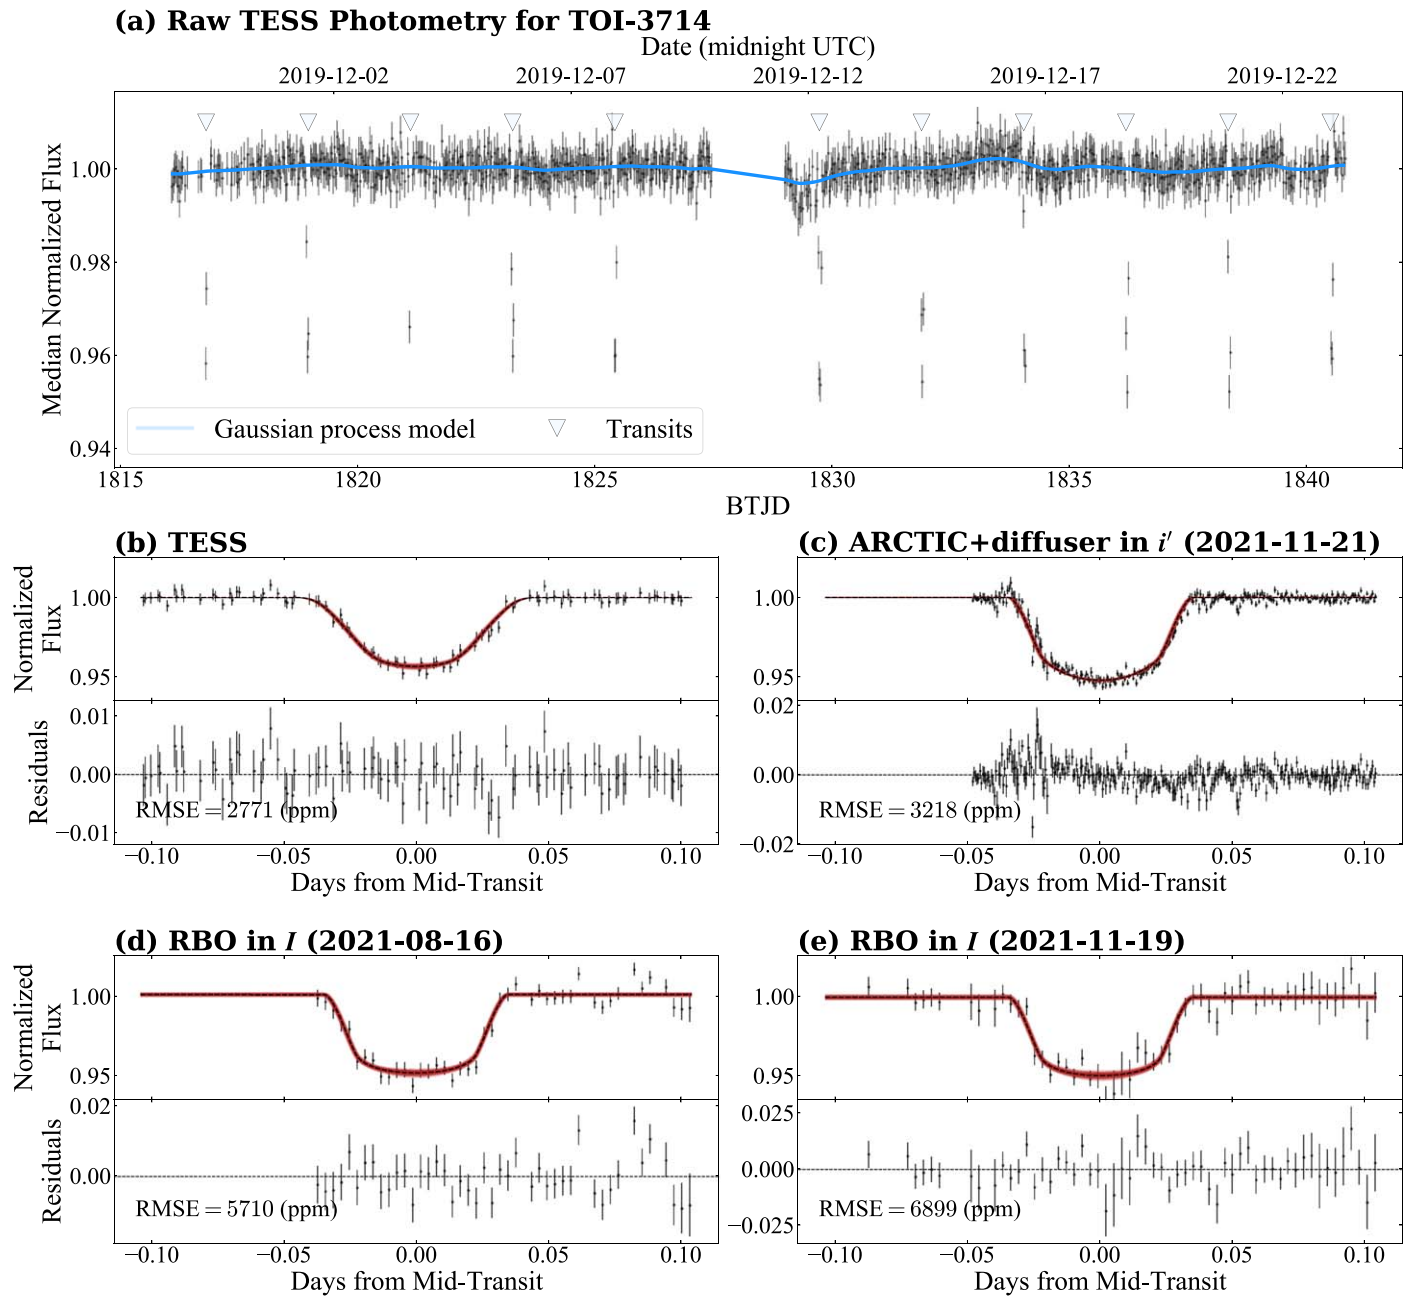 (a) Raw TESS Photometry for TOI-3714
Date (midnight UTC)
2019-12-02 2019-12-07 2019-12-12 2019-12-17 2019-12-22
Median Normalized Flux
1.00
0.98
0.96
0.94
Gaussian process model Transits
1815 1820 1825 1830 1835 1840
BTJD
(b) TESS
Normalized
Flux
1.00
0.95
Residuals
0.01
0.00
−0.01
RMSE = 2771 (ppm)
−0.10 −0.05 0.00 0.05 0.10
Days from Mid-Transit
(c) ARCTIC+diffuser in i′ (2021-11-21)
1.00
0.95
0.02
0.00
−0.02
RMSE = 3218 (ppm)
−0.10 −0.05 0.00 0.05 0.10
Days from Mid-Transit
(d) RBO in I (2021-08-16)
Normalized
Flux
1.00
0.95
Residuals
0.02
0.00
RMSE = 5710 (ppm)
−0.10 −0.05 0.00 0.05 0.10
Days from Mid-Transit
(e) RBO in I (2021-11-19)
1.00
0.95
0.025
0.000
−0.025
RMSE = 6899 (ppm)
−0.10 −0.05 0.00 0.05 0.10
Days from Mid-Transit